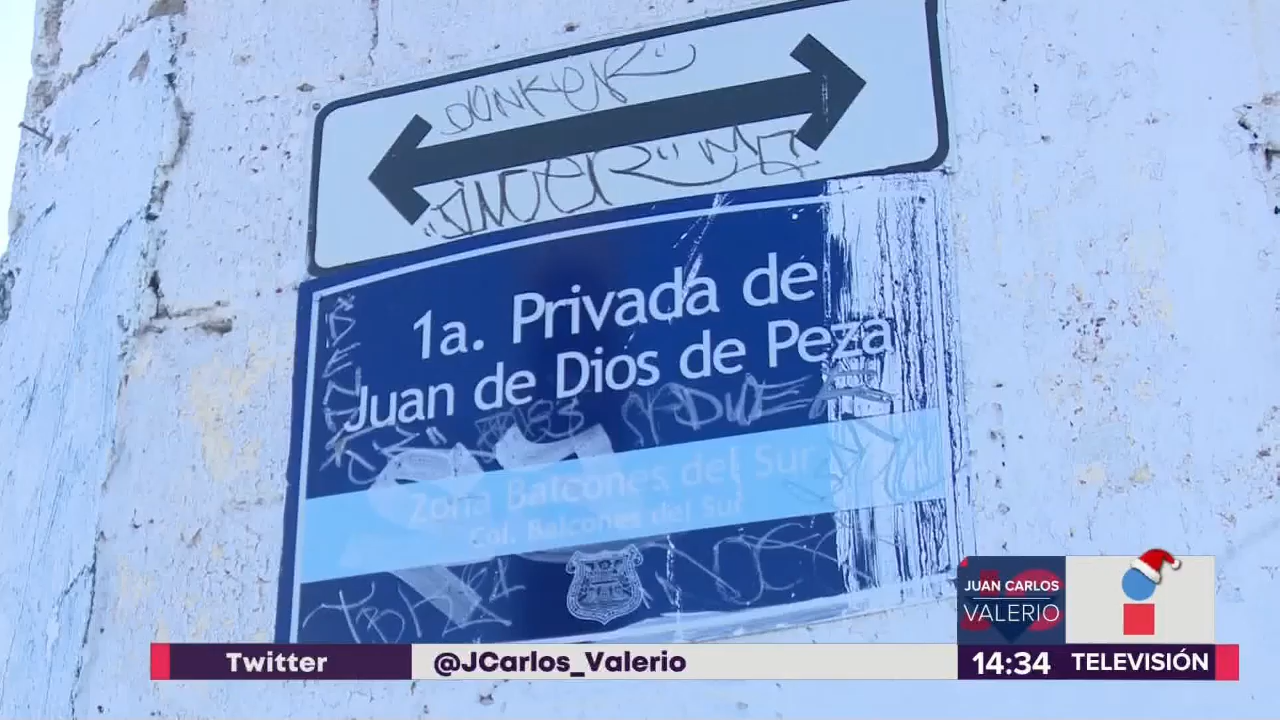 DONKER
1a. Privada de
Juan de Dios de Peza
Zona Balcones del Sur
Col. Balcones del Sur
JUAN CARLOS
VALERIO
Twitter
@JCarlos_Valerio
14:34
TELEVISIÓN